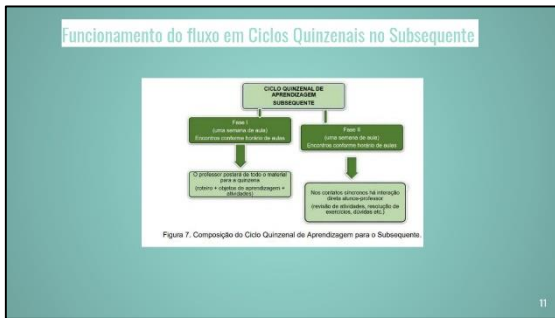 Funcionamento do fluxo em Ciclos Quinzenais no Subsequente
CICLO QUINZENAL DE
APRENDIZAGEM
SUBSEQUENTE
Fase I
(uma semana de aula)
Encontros conforme horário de aulas
Fase II
(uma semana de aula)
Encontros conforme horário de aulas
O professor postará de todo o material
para a quinzena
(roteiro + objetos de aprendizagem +
atividades)
Nos contatos síncronos há interação
direta alunos-professor
(revisão de atividades, resolução de
exercícios, dúvidas etc.)
Figura 7. Composição do Ciclo Quinzenal de Aprendizagem para o Subsequente.
11